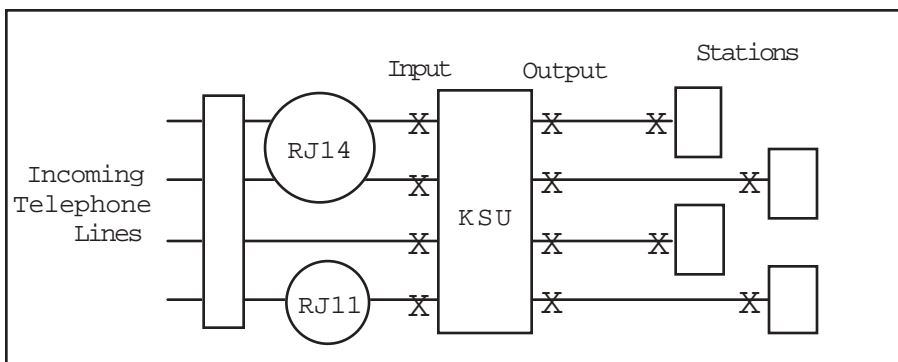 Stations
Input
Output
X
X
X
RJ14
X
X
X
Incoming
Telephone
Lines
KSU
X
X
X
RJ11
X
X
X